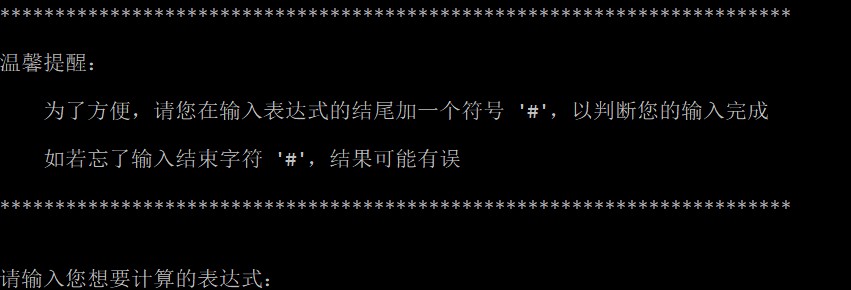 ************************************************************************
温馨提醒：
为了方便，请您在输入表达式的结尾加一个符号 '#'，以判断您的输入完成
如若忘了输入结束字符 '#'，结果可能有误
************************************************************************
请输入您想要计算的表达式：